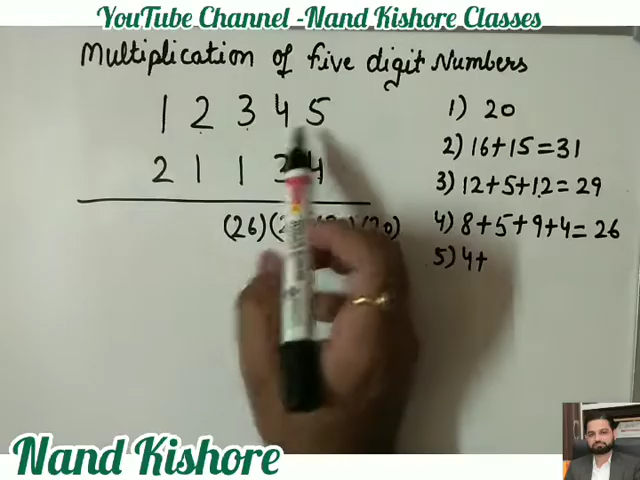 YouTube Channel -Nand Kishore Classes
Multiplication of five digit Numbers
1 2 3 4 5
2 1 1 3 4
(26)(2 20)
1) 20
2) 16+15=31
3) 12+5+12=29
4) 8+5+9+4=26
5) 4+
Nand Kishore